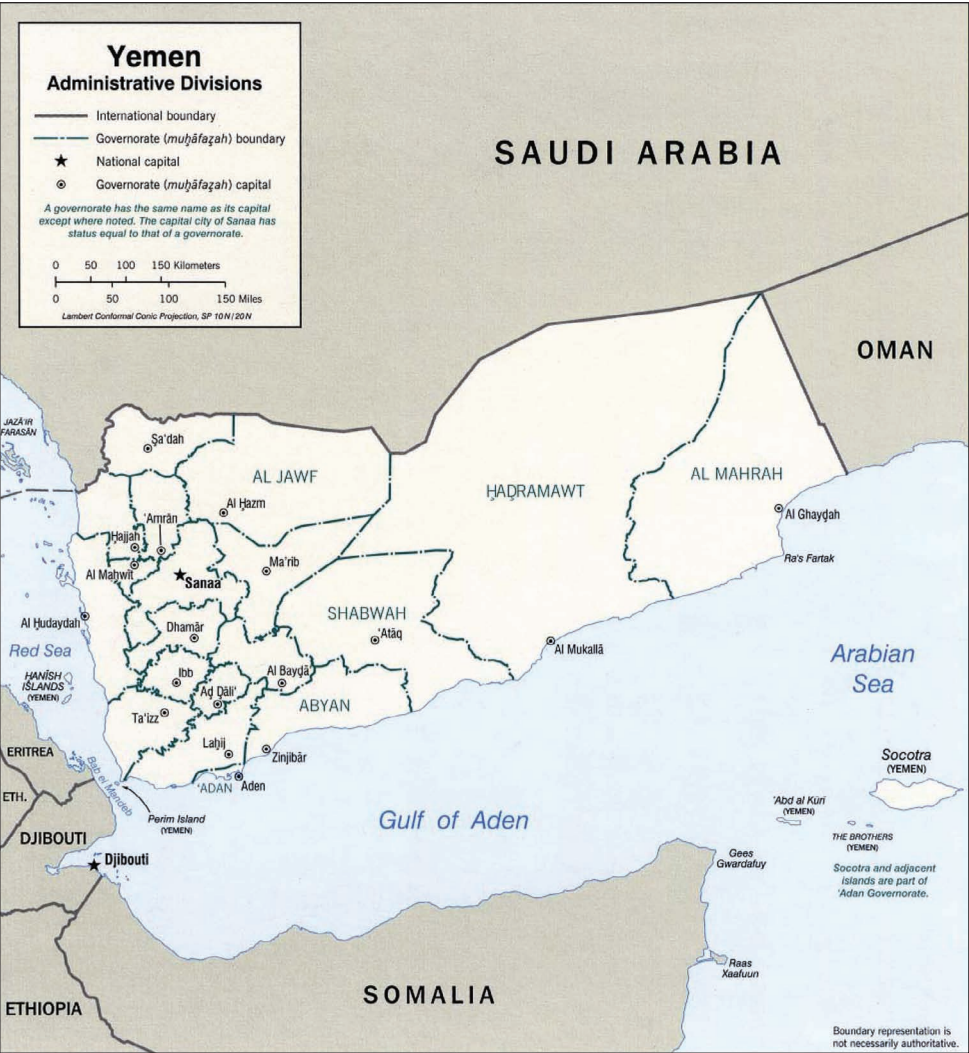 Yemen
Administrative Divisions
International boundary
Governorate (muḩāfaz̧ah) boundary
National capital
Governorate (muḩāfaz̧ah) capital
A governorate has the same name as its capital
except where noted. The capital city of Sanaa has
status equal to that of a governorate.
0 50 100 150 Kilometers
0 50 100 150 Miles
Lambert Conformal Conic Projection, SP 10N/20N
SAUDI ARABIA
OMAN
JAZĀ'IR
FARASĀN
Şa'dah
AL JAWF
Al Ḩazm
ḨAḐRAMAWT
AL MAHRAH
Al Ghayḑah
'Amrān
Ḩajjah
Al Maḩwīt
Sanaa
Ma'rib
Ra's Fartak
SHABWAH
'Atāq
Al Ḩudaydah
Dhamār
Al Mukallā
Red Sea
Arabian
Sea
ḨANĪSH
ISLANDS
(YEMEN)
Ibb
Al Bayḑā'
Aḑ Ḑāli'
ABYAN
Ta'izz
Laḩij
Zinjibār
ERITREA
Bab el Mandeb
'ADAN
Aden
Socotra
(YEMEN)
ETH.
Perim Island
(YEMEN)
'Abd al Kūrī
(YEMEN)
Gulf of Aden
THE BROTHERS
(YEMEN)
DJIBOUTI
Djibouti
Gees
Gwardafuy
Socotra and adjacent
islands are part of
'Adan Governorate.
Raas
Xaafuun
SOMALIA
ETHIOPIA
Boundary representation is
not necessarily authoritative.